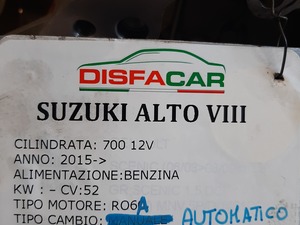 DISFACAR
SUZUKI ALTO VIII
CILINDRATA: 700 12V
ANNO: 2015->
ALIMENTAZIONE:BENZINA
KW : - CV:52
TIPO MOTORE: RO6A
TIPO CAMBIO: AUTOMATICO